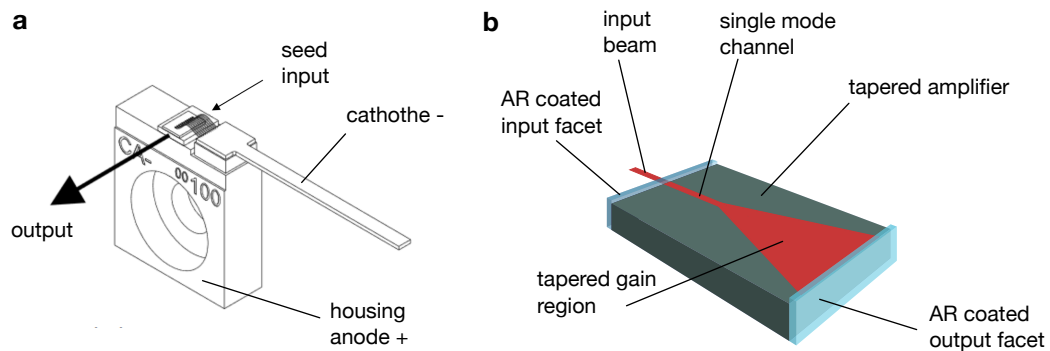 a
seed
input
cathothe -
CA-
00100
output
housing
anode +
b
input
beam
single mode
channel
tapered amplifier
AR coated
input facet
tapered gain
region
AR coated
output facet